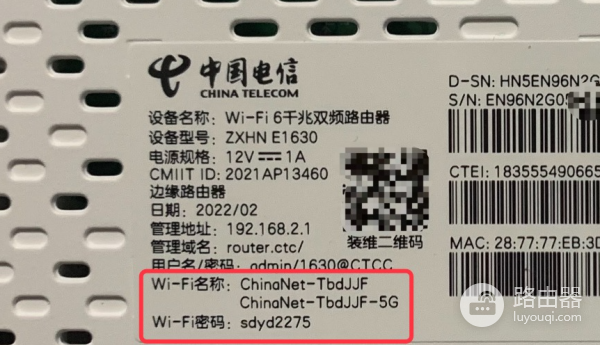 中国电信
CHINA TELECOM
设备名称：Wi-Fi 6千兆双频路由器
设备型号：ZXHN E1630
电源规格：12V 1A
CMIIT ID: 2021AP13460
边缘路由器
日期：2022/02
管理地址：192.168.2.1
管理域名：router.ctc/
用户名/密码：admin/1630@CTCC
Wi-Fi名称：ChinaNet-TbdJJF
ChinaNet-TbdJJF-5G
Wi-Fi密码：sdyd2275
装维二维码
D-SN: HN5EN96N2G
S/N: EN96N2G0
CTEI: 183555490665
MAC: 28:77:77:EB:3D
路由器
luyouqi.com